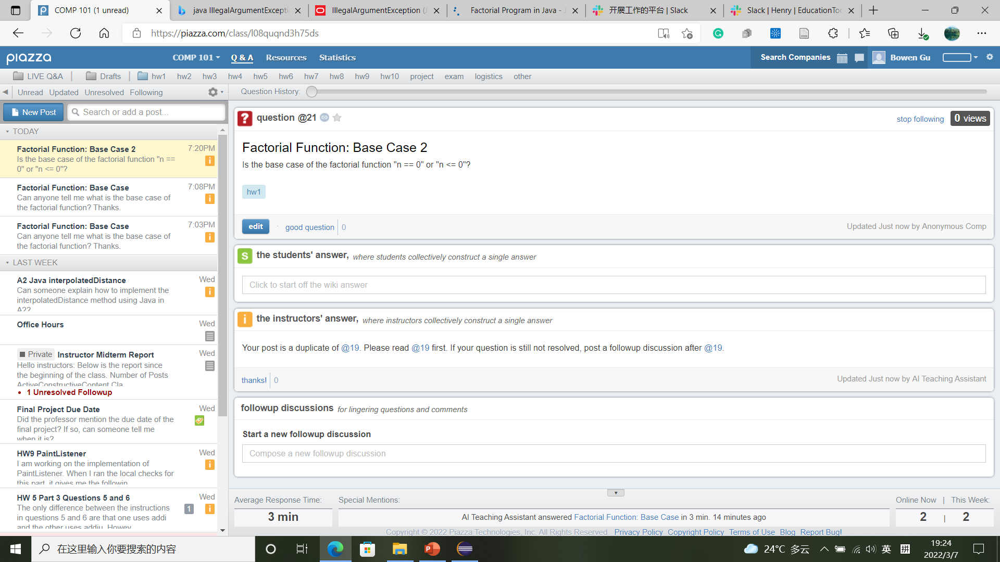 COMP 101 (1 unread)
java IllegalArgumentExcepti
IllegalArgumentException (J
Factorial Program in Java - J
开展工作的平台 | Slack
Slack | Henry | EducationToo
https://piazza.com/class/l08quqnd3h75ds
piazza
COMP 101
Q & A
Resources
Statistics
Search Companies
Bowen Gu
LIVE Q&A
Drafts
hw1 hw2 hw3 hw4 hw5 hw6 hw7 hw8 hw9 hw10 project exam logistics other
Unread Updated Unresolved Following
Question History:
New Post
Search or add a post...
TODAY
Factorial Function: Base Case 2 7:20PM
Is the base case of the factorial function "n ==
0" or "n <= 0"?
Factorial Function: Base Case 7:08PM
Can anyone tell me what is the base case of
the factorial function? Thanks.
Factorial Function: Base Case 7:03PM
Can anyone tell me what is the base case of
the factorial function? Thanks.
LAST WEEK
A2 Java interpolatedDistance Wed
Can someone explain how to implement the
interpolatedDistance method using Java in
A2?
Office Hours Wed
Private Instructor Midterm Report Wed
Hello instructors: Below is the report since
the beginning of the class. Number of Posts
ActiveConstructiveContent Cla
1 Unresolved Followup
Final Project Due Date Wed
Did the professor mention the due date of the
final project? If so, can someone tell me
when it is?
HW9 PaintListener Wed
I am working on the implementation of
PaintListener. When I ran the local checks for
this part, it gives me the followin
HW 5 Part 3 Questions 5 and 6 Wed
The only difference between the instructions
in questions 5 and 6 are that one uses addi
and the other uses addiu. Howev
1
question @21
stop following
0 views
Factorial Function: Base Case 2
Is the base case of the factorial function "n == 0" or "n <= 0"?
hw1
edit
good question
0
Updated Just now by Anonymous Comp
S
the students' answer, where students collectively construct a single answer
Click to start off the wiki answer
i
the instructors' answer, where instructors collectively construct a single answer
Your post is a duplicate of @19. Please read @19 first. If your question is still not resolved, post a followup discussion after @19.
thanks!
0
Updated Just now by AI Teaching Assistant
followup discussions for lingering questions and comments
Start a new followup discussion
Compose a new followup discussion
Average Response Time:
3 min
Special Mentions:
AI Teaching Assistant answered Factorial Function: Base Case in 3 min. 14 minutes ago
Online Now | This Week:
2 | 2
Copyright © 2022 Piazza Technologies, Inc. All Rights Reserved. Privacy Policy Copyright Policy Terms of Use Blog Report Bug!
在这里输入你要搜索的内容
24°C 多云
英
拼
19:24
2022/3/7